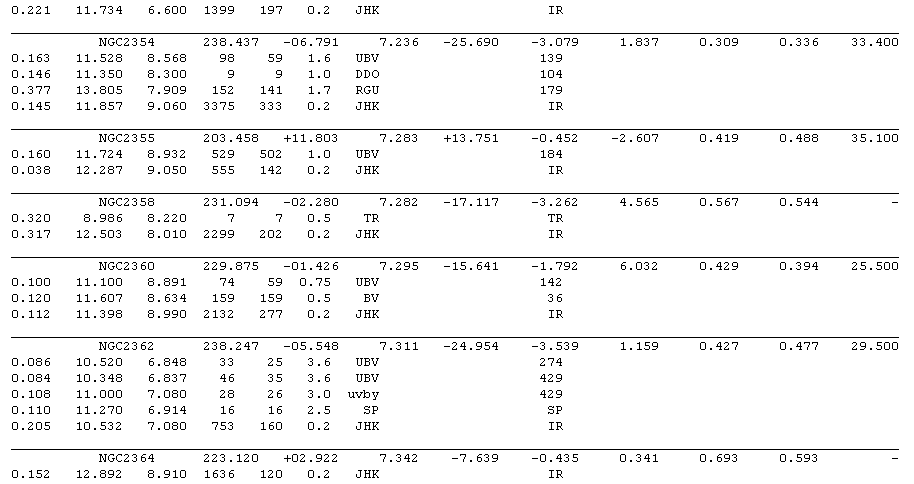 0.221 11.734 6.600 1399 197 0.2 JHK IR
NGC2354 238.437 -06.791 7.236 -25.690 -3.079 1.837 0.309 0.336 33.400
0.163 11.528 8.568 98 59 1.6 UBV 139
0.146 11.350 8.300 9 9 1.0 DDO 104
0.377 13.805 7.909 152 141 1.7 RGU 179
0.145 11.857 9.060 3375 333 0.2 JHK IR
NGC2355 203.458 +11.803 7.283 +13.751 -0.452 -2.607 0.419 0.488 35.100
0.160 11.724 8.932 529 502 1.0 UBV 184
0.038 12.287 9.050 555 142 0.2 JHK IR
NGC2358 231.094 -02.280 7.282 -17.117 -3.262 4.565 0.567 0.544 -
0.320 8.986 8.220 7 7 0.5 TR TR
0.317 12.503 8.010 2299 202 0.2 JHK IR
NGC2360 229.875 -01.426 7.295 -15.641 -1.792 6.032 0.429 0.394 25.500
0.100 11.100 8.891 74 59 0.75 UBV 142
0.120 11.607 8.634 159 159 0.5 BV 36
0.112 11.398 8.990 2132 277 0.2 JHK IR
NGC2362 238.247 -05.548 7.311 -24.954 -3.539 1.159 0.427 0.477 29.500
0.086 10.520 6.848 33 25 3.6 UBV 274
0.084 10.348 6.837 46 35 3.6 UBV 429
0.108 11.000 7.080 28 26 3.0 uvby 429
0.110 11.270 6.914 16 16 2.5 SP SP
0.205 10.532 7.080 753 160 0.2 JHK IR
NGC2364 223.120 +02.922 7.342 -7.639 -0.435 0.341 0.693 0.593 -
0.152 12.892 8.910 1636 120 0.2 JHK IR